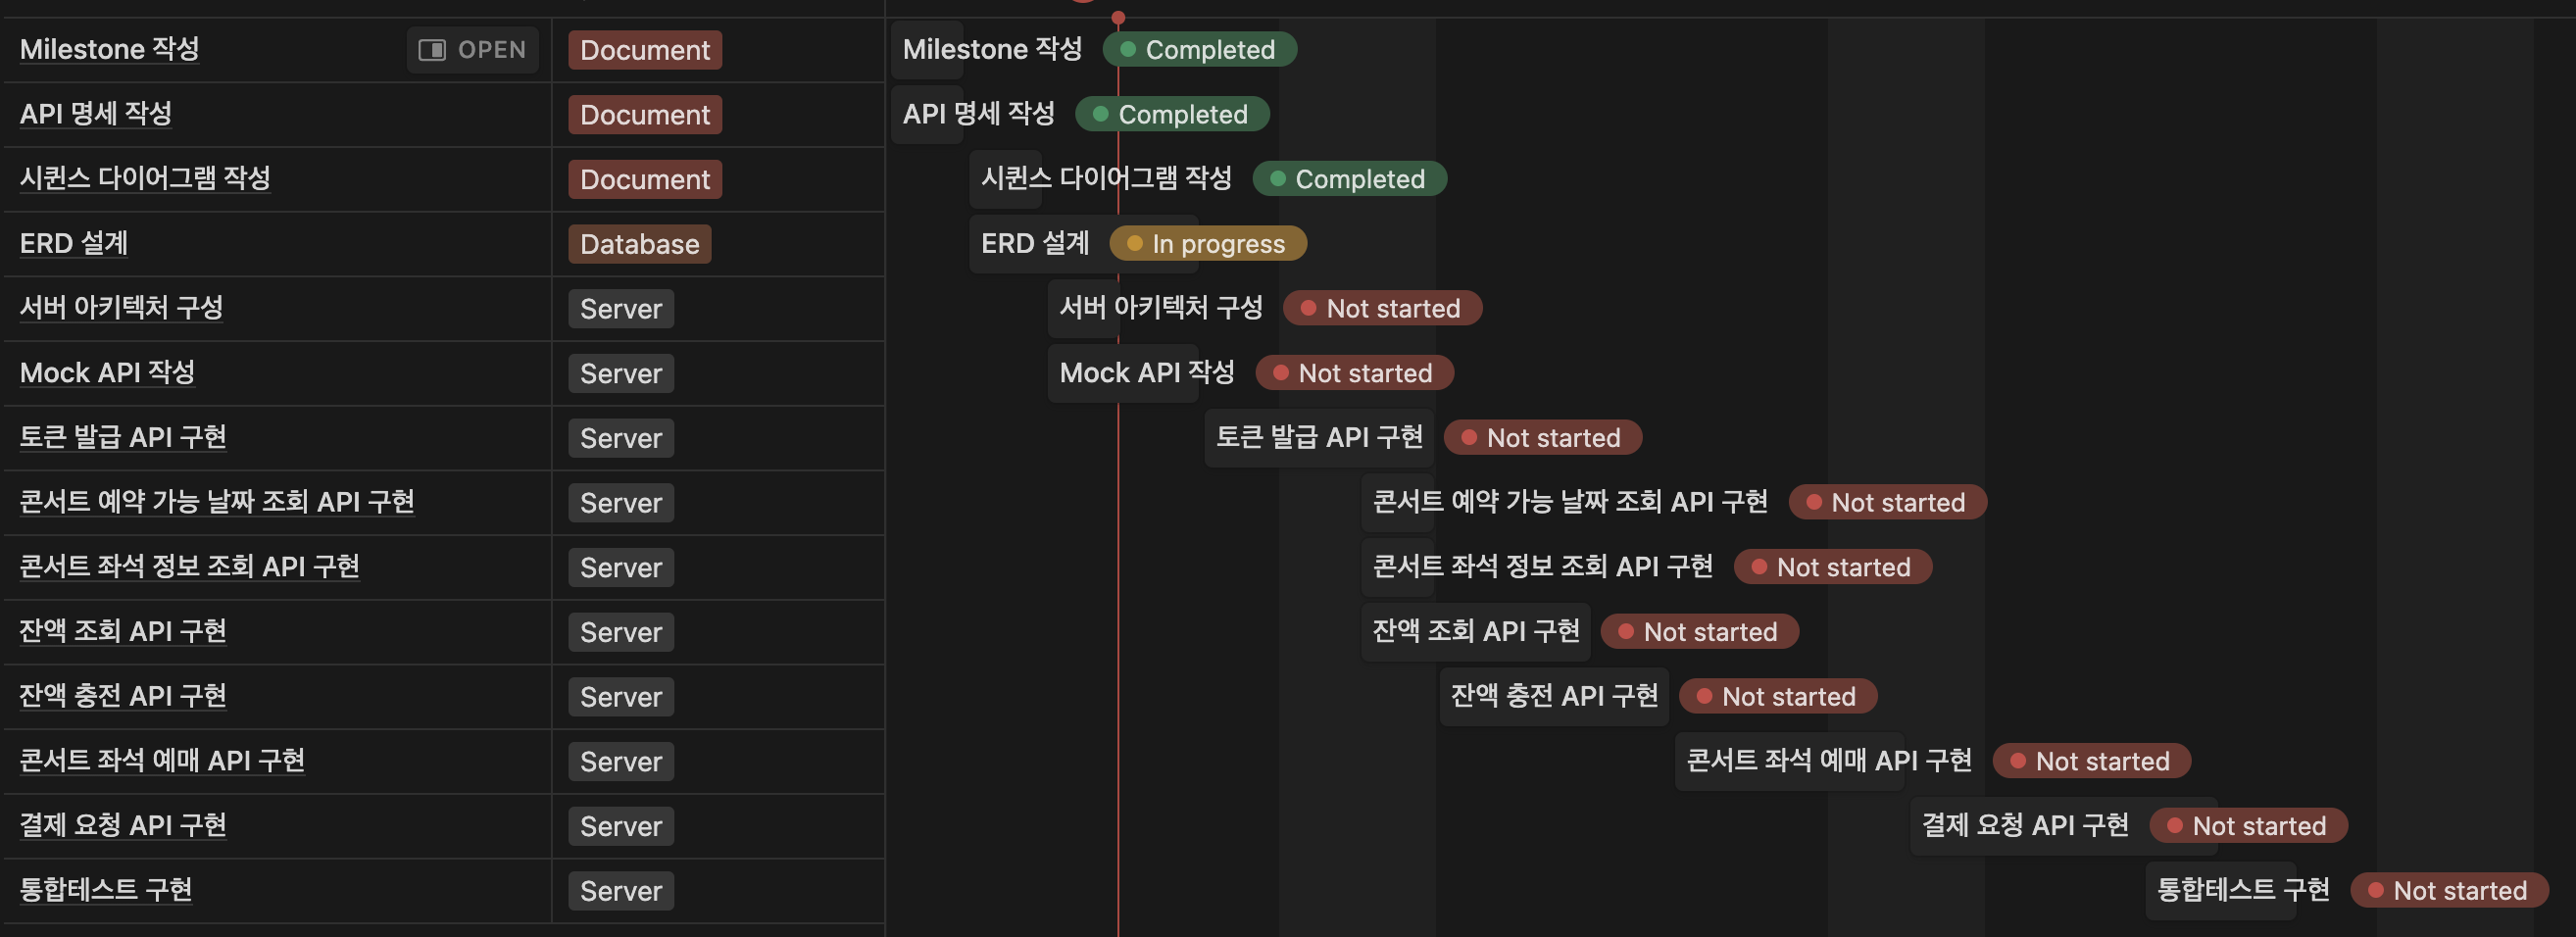 Milestone 작성 OPEN Document Milestone 작성 Completed
API 명세 작성 Document API 명세 작성 Completed
시퀀스 다이어그램 작성 Document 시퀀스 다이어그램 작성 Completed
ERD 설계 Database ERD 설계 In progress
서버 아키텍처 구성 Server 서버 아키텍처 구성 Not started
Mock API 작성 Server Mock API 작성 Not started
토큰 발급 API 구현 Server 토큰 발급 API 구현 Not started
콘서트 예약 가능 날짜 조회 API 구현 Server 콘서트 예약 가능 날짜 조회 API 구현 Not started
콘서트 좌석 정보 조회 API 구현 Server 콘서트 좌석 정보 조회 API 구현 Not started
잔액 조회 API 구현 Server 잔액 조회 API 구현 Not started
잔액 충전 API 구현 Server 잔액 충전 API 구현 Not started
콘서트 좌석 예매 API 구현 Server 콘서트 좌석 예매 API 구현 Not started
결제 요청 API 구현 Server 결제 요청 API 구현 Not started
통합테스트 구현 Server 통합테스트 구현 Not started